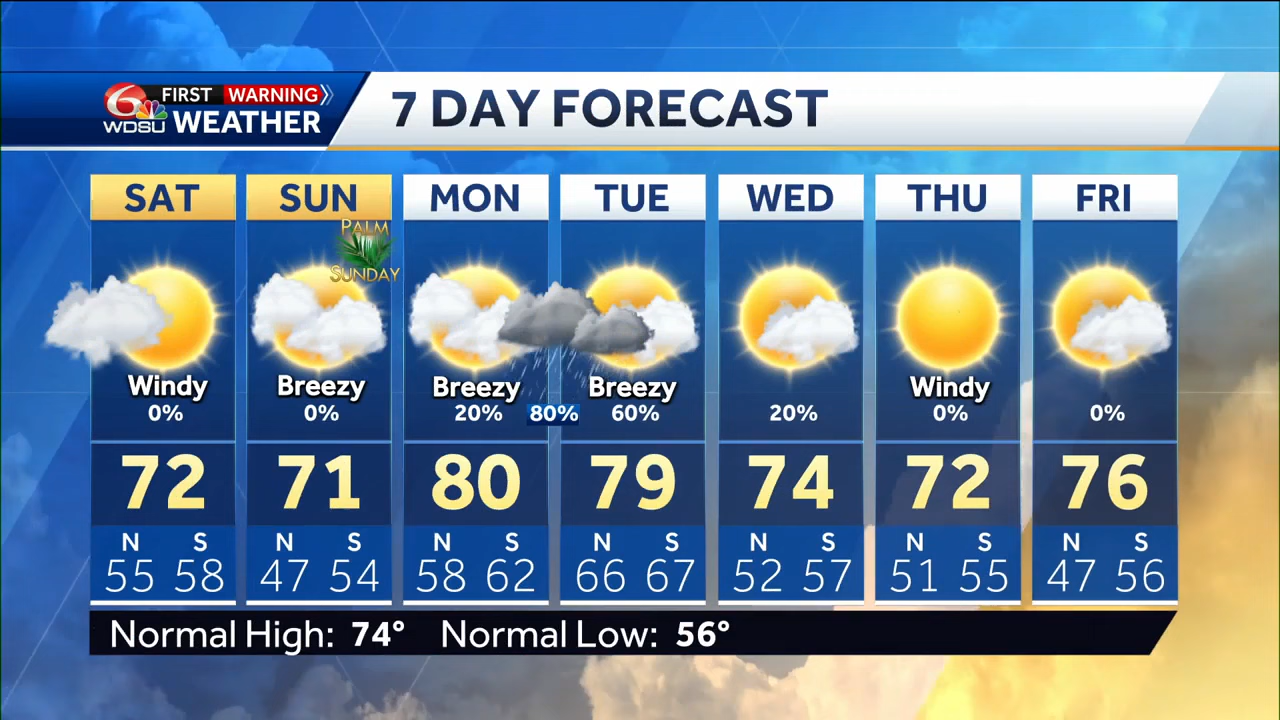 6 WDSU FIRST WARNING WEATHER
7 DAY FORECAST
SAT SUN MON TUE WED THU FRI
PALM SUNDAY
Windy Breezy Breezy Breezy Windy
0% 0% 20% 80% 60% 20% 0% 0%
72 71 80 79 74 72 76
N S N S N S N S N S N S N S
55 58 47 54 58 62 66 67 52 57 51 55 47 56
Normal High: 74° Normal Low: 56°